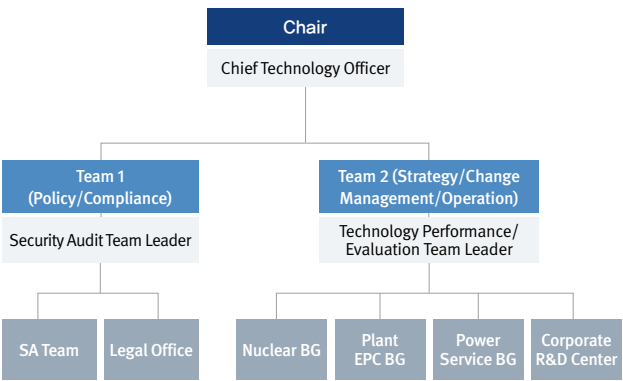 Chair
Chief Technology Officer
Team 1
(Policy/Compliance)
Security Audit Team Leader
Team 2 (Strategy/Change
Management/Operation)
Technology Performance/
Evaluation Team Leader
SA Team
Legal Office
Nuclear BG
Plant
EPC BG
Power
Service BG
Corporate
R&D Center